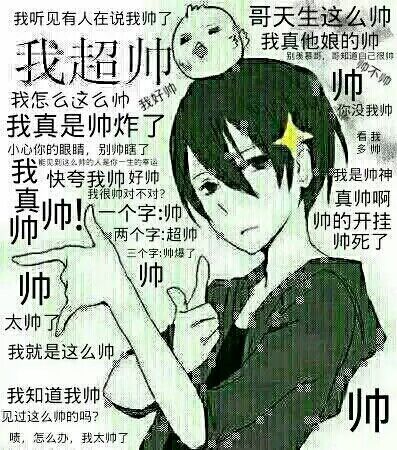 我听见有人在说我帅了
哥天生这么帅
我超帅
我真他娘的帅
别羡慕哥，哥知道自己很帅
帅不帅
帅
我怎么这么帅
我好帅
你没我帅
我真是帅炸了
小心你的眼睛，别帅瞎了
看我
多帅
能见到这么帅的人是你一生的幸运
我
真
帅
快夸我帅
好帅
我很帅对不对?
我是帅神
帅!
一个字:帅
真帅啊
两个字:超帅
帅的开挂
三个字:帅爆了
帅死了
帅
帅
太帅了
我就是这么帅
我知道我帅
见过这么帅的吗?
帅
啧，怎么办，我太帅了